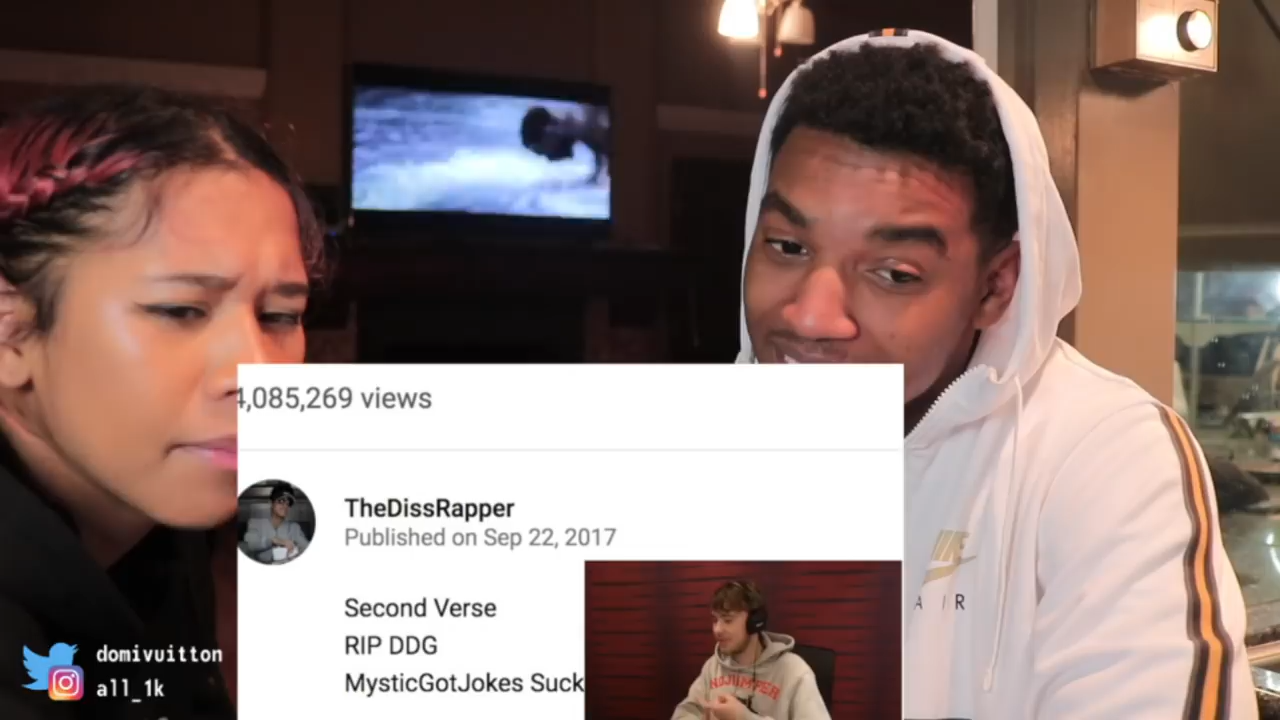 4,085,269 views
TheDissRapper
Published on Sep 22, 2017
Second Verse
RIP DDG
MysticGotJokes Suck
NOJUMPER
AIR
domivuitton
all_1k